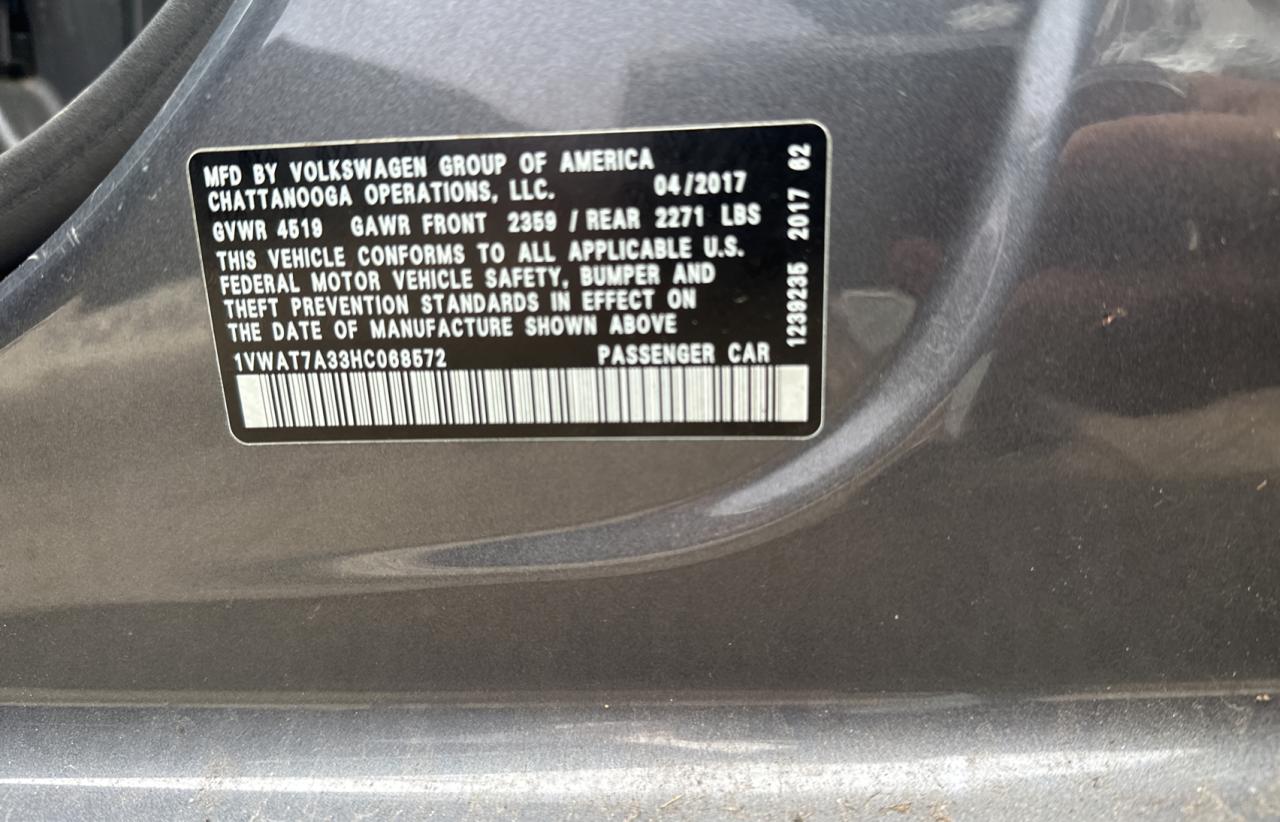 MFD BY VOLKSWAGEN GROUP OF AMERICA
CHATTANOOGA OPERATIONS, LLC. 04/2017
GVWR 4519 GAWR FRONT 2359 / REAR 2271 LBS
THIS VEHICLE CONFORMS TO ALL APPLICABLE U.S.
FEDERAL MOTOR VEHICLE SAFETY, BUMPER AND
THEFT PREVENTION STANDARDS IN EFFECT ON
THE DATE OF MANUFACTURE SHOWN ABOVE
1VWAT7A33HC068572 PASSENGER CAR
1239235 2017 62